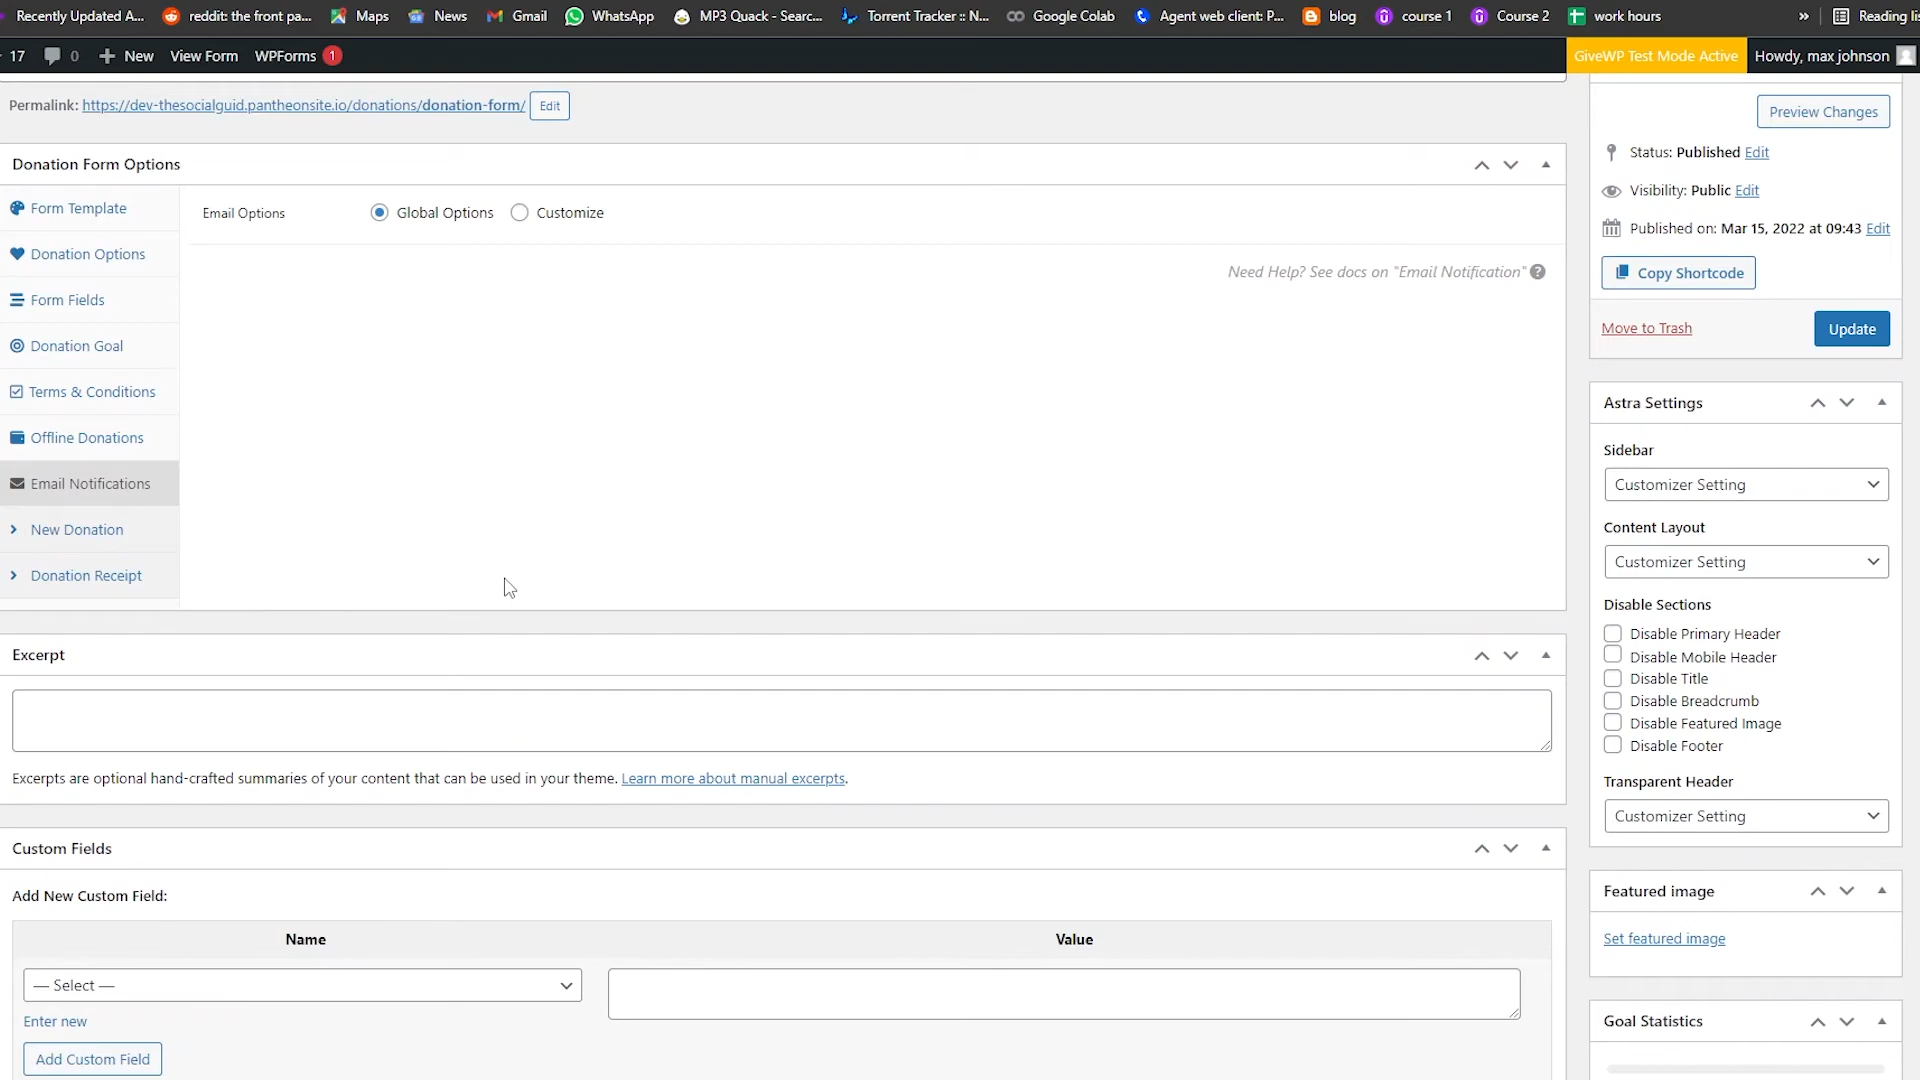 Recently Updated A... reddit: the front pa... Maps News Gmail WhatsApp MP3 Quack - Searc... Torrent Tracker :: N... Google Colab Agent web client: P... blog course 1 Course 2 work hours » Reading lis
17 0 New View Form WPForms 1 GiveWP Test Mode Active Howdy, max johnson
Permalink: https://dev-thesocialguid.pantheonsite.io/donations/donation-form/ Edit
Preview Changes
Donation Form Options
Status: Published Edit
Visibility: Public Edit
Published on: Mar 15, 2022 at 09:43 Edit
Copy Shortcode
Move to Trash Update
Form Template
Donation Options
Form Fields
Donation Goal
Terms & Conditions
Offline Donations
Email Notifications
New Donation
Donation Receipt
Email Options Global Options Customize
Need Help? See docs on "Email Notification"
Astra Settings
Sidebar
Customizer Setting
Content Layout
Customizer Setting
Disable Sections
Disable Primary Header
Disable Mobile Header
Disable Title
Disable Breadcrumb
Disable Featured Image
Disable Footer
Transparent Header
Customizer Setting
Excerpt
Excerpts are optional hand-crafted summaries of your content that can be used in your theme. Learn more about manual excerpts.
Custom Fields
Add New Custom Field:
Name Value
— Select —
Enter new
Add Custom Field
Featured image
Set featured image
Goal Statistics